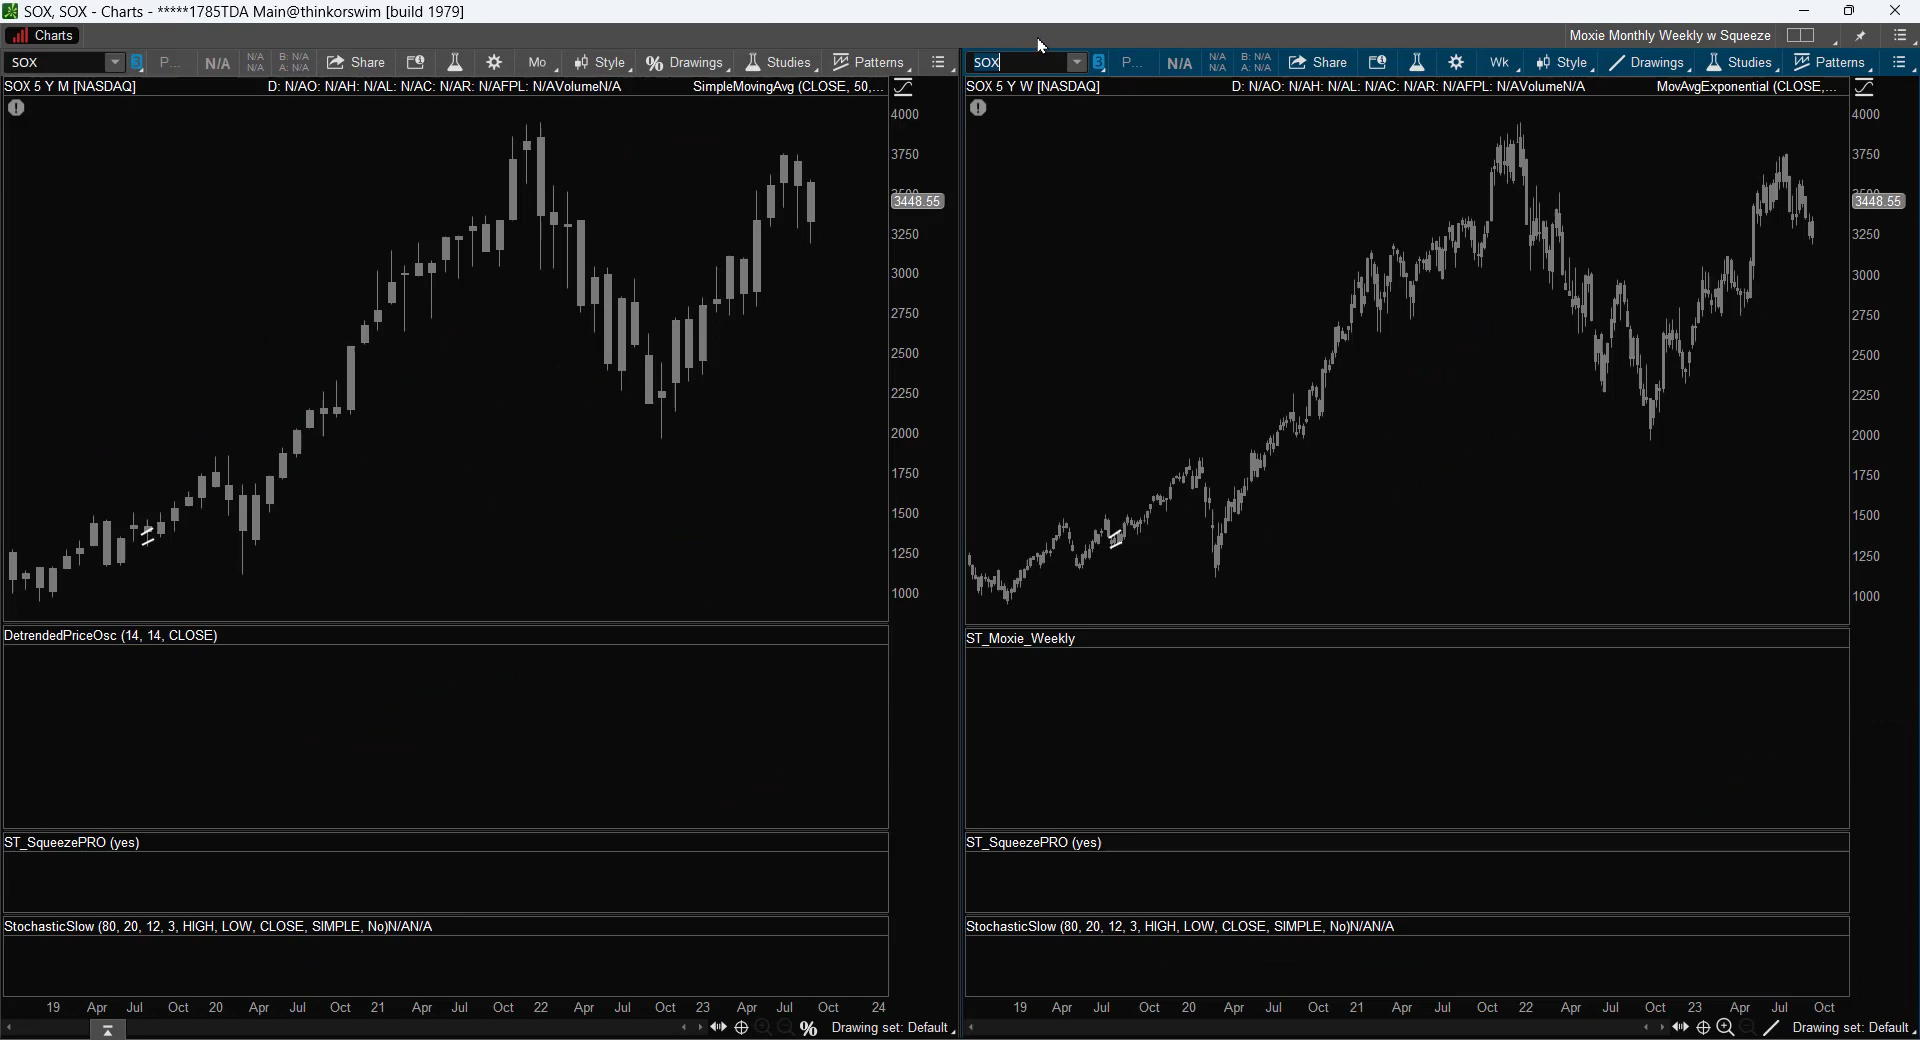 SOX, SOX - Charts - *****1785TDA Main@thinkorswim [build 1979]
Charts
Moxie Monthly Weekly w Squeeze
SOX 3 P... N/A N/A N/A B: N/A A: N/A Share Mo Style Drawings Studies Patterns
SOX 5 Y M [NASDAQ] D: N/AO: N/AH: N/AL: N/AC: N/AR: N/AFPL: N/AVolumeN/A SimpleMovingAvg (CLOSE, 50,...
4000
3750
3500
3448.55
3250
3000
2750
2500
2250
2000
1750
1500
1250
1000
DetrendedPriceOsc (14, 14, CLOSE)
ST_SqueezePRO (yes)
StochasticSlow (80, 20, 12, 3, HIGH, LOW, CLOSE, SIMPLE, No)N/AN/A
19 Apr Jul Oct 20 Apr Jul Oct 21 Apr Jul Oct 22 Apr Jul Oct 23 Apr Jul Oct 24
Drawing set: Default
SOX 3 P... N/A N/A N/A B: N/A A: N/A Share Wk Style Drawings Studies Patterns
SOX 5 Y W [NASDAQ] D: N/AO: N/AH: N/AL: N/AC: N/AR: N/AFPL: N/AVolumeN/A MovAvgExponential (CLOSE,...
4000
3750
3500
3448.55
3250
3000
2750
2500
2250
2000
1750
1500
1250
1000
ST_Moxie_Weekly
ST_SqueezePRO (yes)
StochasticSlow (80, 20, 12, 3, HIGH, LOW, CLOSE, SIMPLE, No)N/AN/A
19 Apr Jul Oct 20 Apr Jul Oct 21 Apr Jul Oct 22 Apr Jul Oct 23 Apr Jul Oct
Drawing set: Default